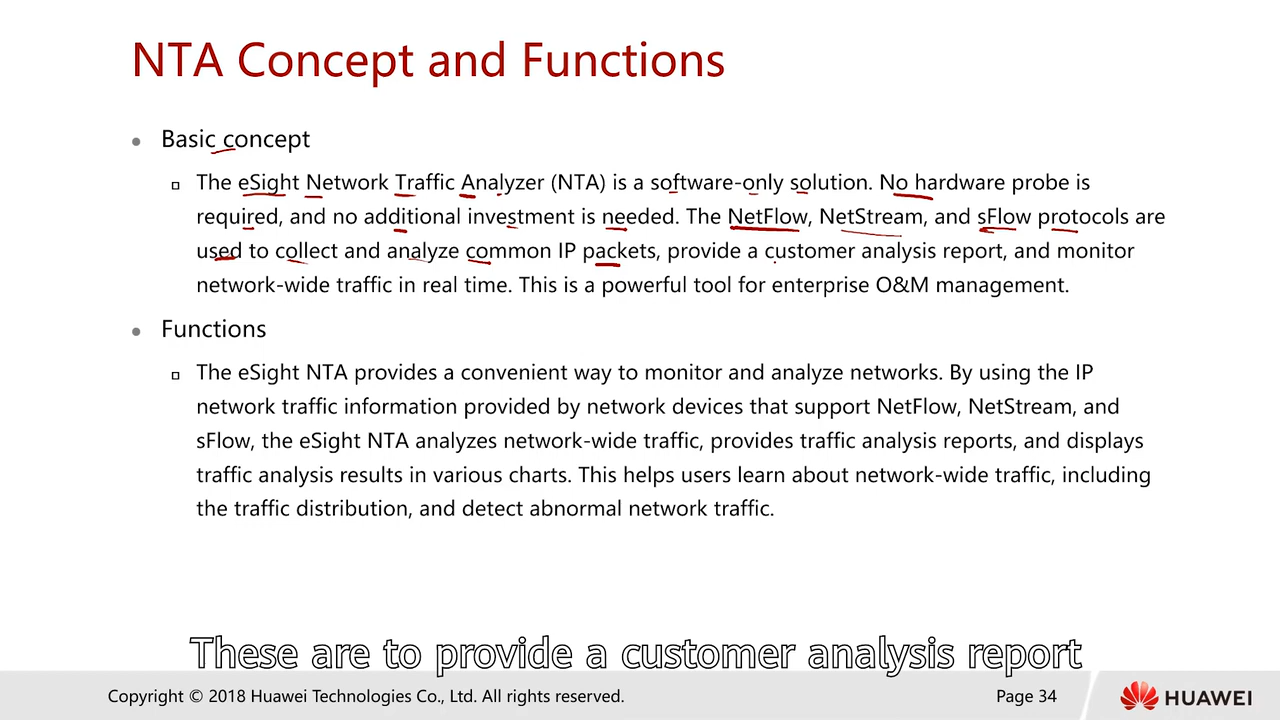 NTA Concept and Functions
Basic concept
The eSight Network Traffic Analyzer (NTA) is a software-only solution. No hardware probe is
required, and no additional investment is needed. The NetFlow, NetStream, and sFlow protocols are
used to collect and analyze common IP packets, provide a customer analysis report, and monitor
network-wide traffic in real time. This is a powerful tool for enterprise O&M management.
Functions
The eSight NTA provides a convenient way to monitor and analyze networks. By using the IP
network traffic information provided by network devices that support NetFlow, NetStream, and
sFlow, the eSight NTA analyzes network-wide traffic, provides traffic analysis reports, and displays
traffic analysis results in various charts. This helps users learn about network-wide traffic, including
the traffic distribution, and detect abnormal network traffic.
These are to provide a customer analysis report
Copyright © 2018 Huawei Technologies Co., Ltd. All rights reserved.
Page 34
HUAWEI